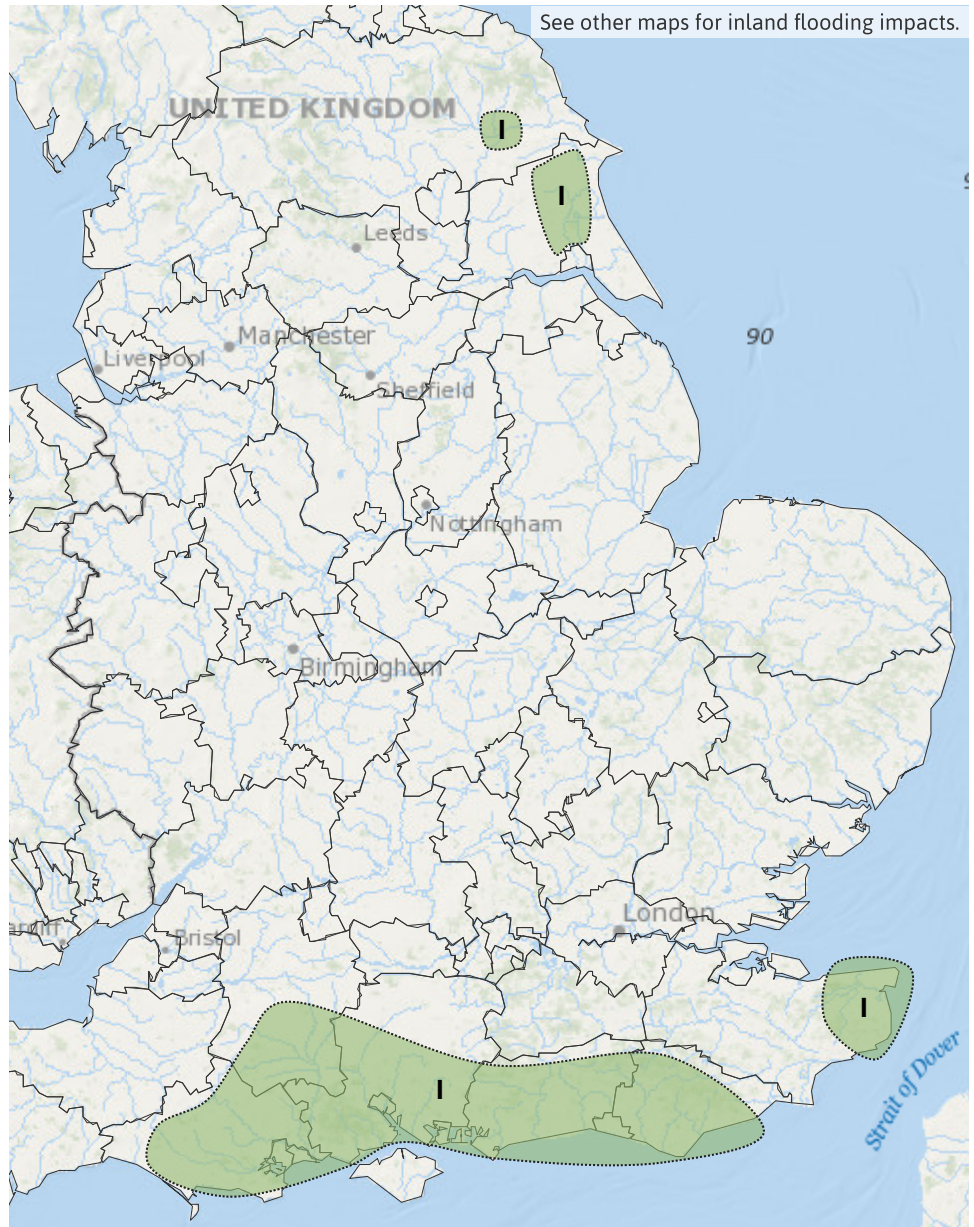 See other maps for inland flooding impacts.
UNITED KINGDOM
I
I
Leeds
Manchester
90
Liverpool
Sheffield
Nottingham
Birmingham
London
ardiff
Bristol
I
I
Strait of Dover